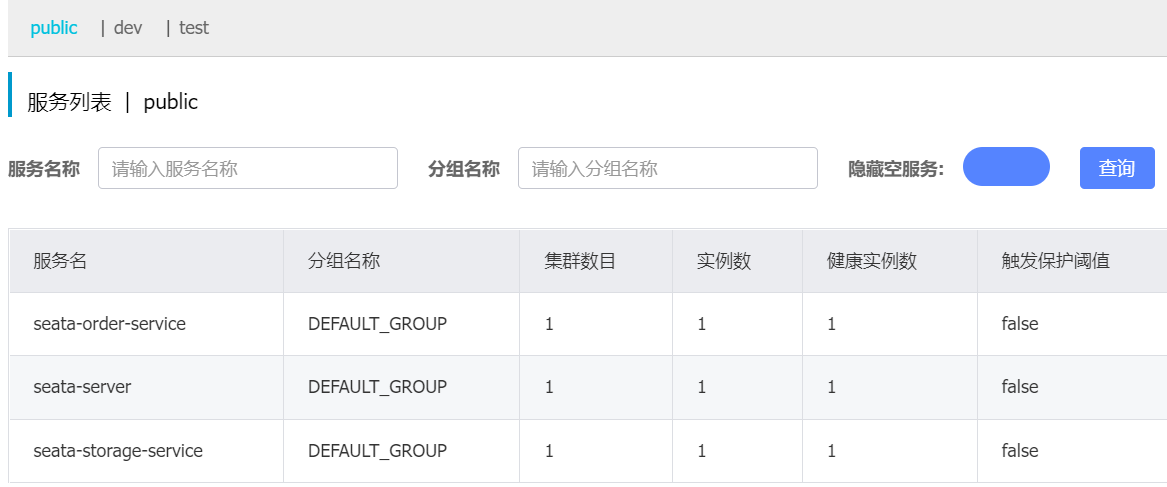 public | dev | test
服务列表 | public
服务名称 请输入服务名称 分组名称 请输入分组名称 隐藏空服务: 查询
服务名 分组名称 集群数目 实例数 健康实例数 触发保护阈值
seata-order-service DEFAULT_GROUP 1 1 1 false
seata-server DEFAULT_GROUP 1 1 1 false
seata-storage-service DEFAULT_GROUP 1 1 1 false